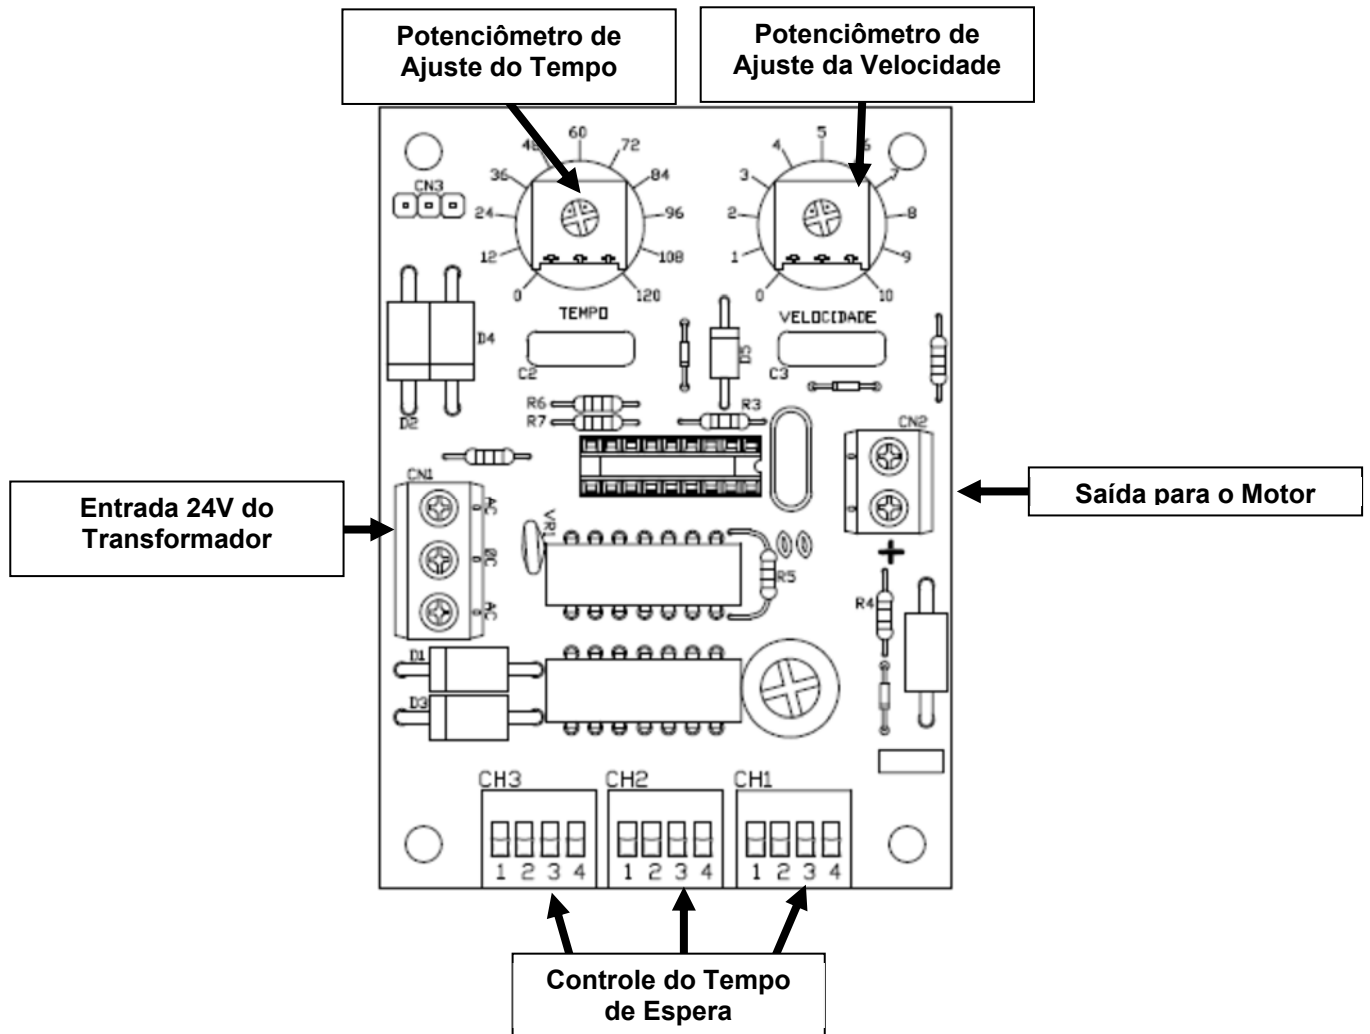 Potenciômetro de
Ajuste do Tempo
Potenciômetro de
Ajuste da Velocidade
CN3
0
12
24
36
48
60
72
84
96
108
120
TEMPO
0
1
2
3
4
5
6
7
8
9
10
VELOCIDADE
D4
D2
C2
D5
C3
R6
R7
R3
CN2
CN1
AC
0C
AC
VR1
R5
R4
D1
D3
Entrada 24V do
Transformador
Saída para o Motor
+
CH3
CH2
CH1
1 2 3 4
1 2 3 4
1 2 3 4
Controle do Tempo
de Espera